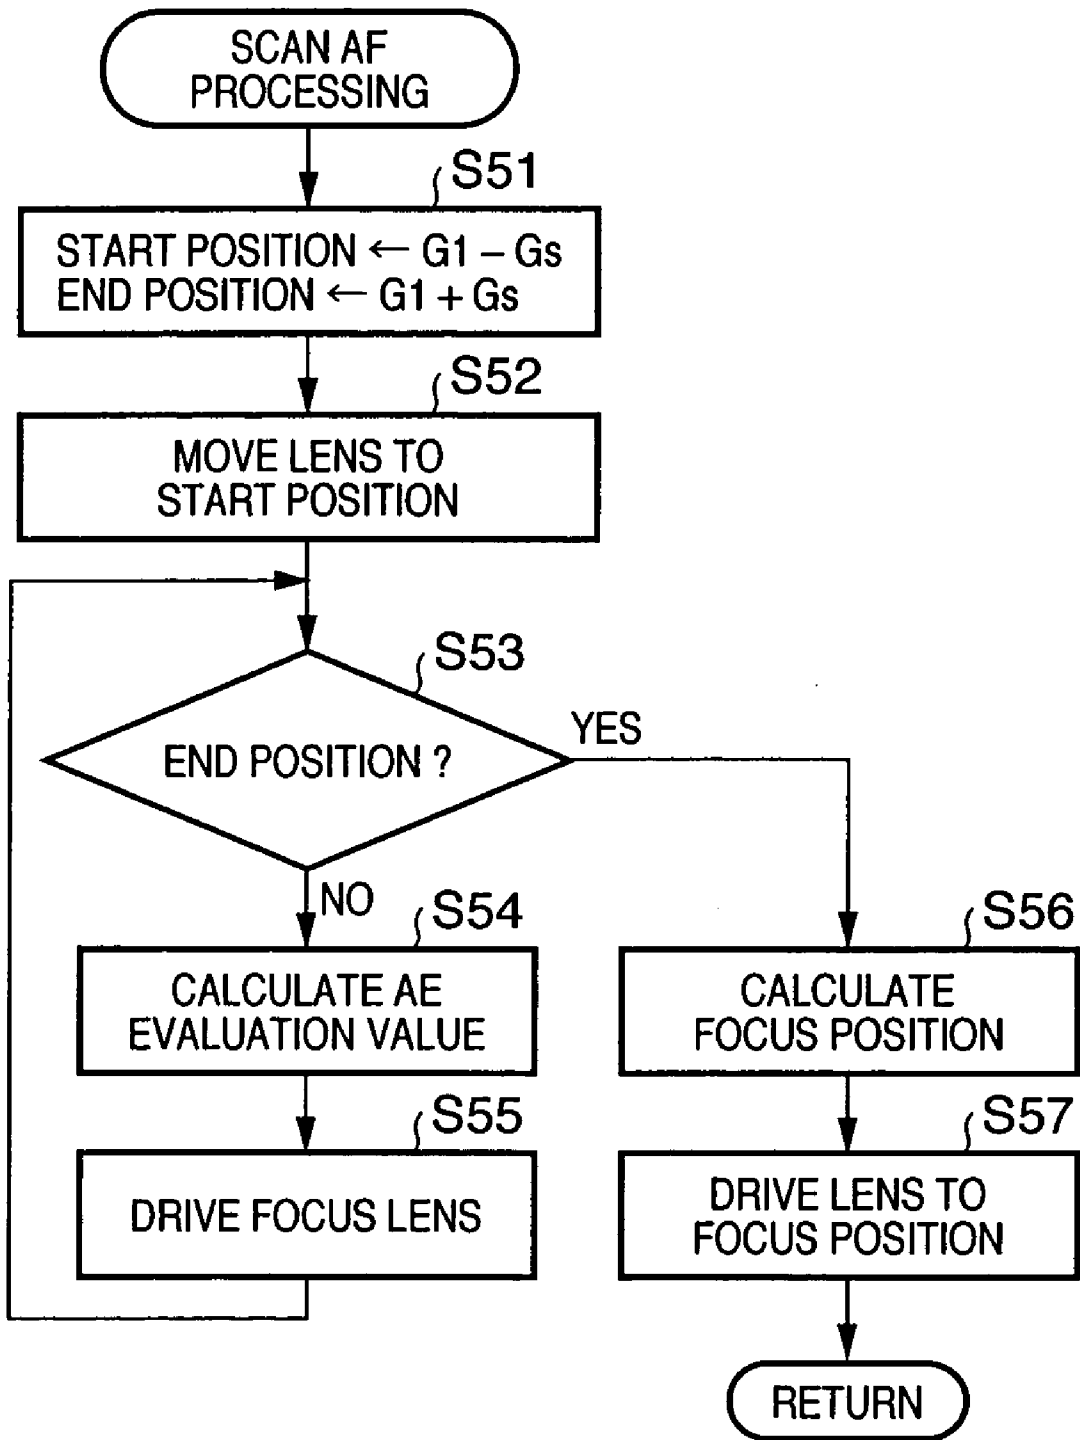 SCAN AF
PROCESSING
S51
START POSITION ← G1 – Gs
END POSITION ← G1 + Gs
S52
MOVE LENS TO
START POSITION
S53
END POSITION ?
YES
NO
S54
CALCULATE AE
EVALUATION VALUE
S55
DRIVE FOCUS LENS
S56
CALCULATE
FOCUS POSITION
S57
DRIVE LENS TO
FOCUS POSITION
RETURN